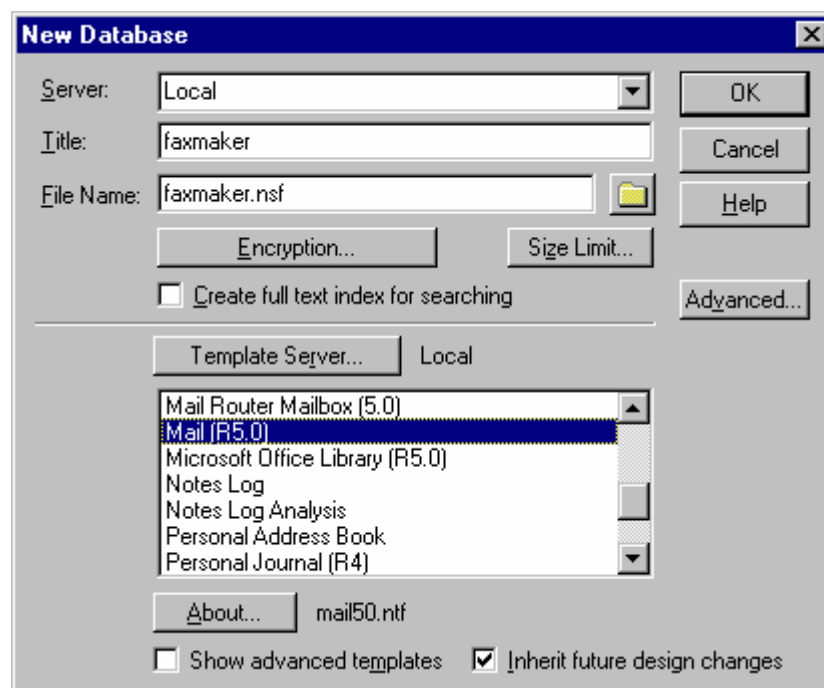 New Database
Server: Local OK
Title: faxmaker Cancel
File Name: faxmaker.nsf Help
Encryption... Size Limit...
Create full text index for searching Advanced...
Template Server... Local
Mail Router Mailbox (5.0)
Mail (R5.0)
Microsoft Office Library (R5.0)
Notes Log
Notes Log Analysis
Personal Address Book
Personal Journal (R4)
About... mail50.ntf
Show advanced templates Inherit future design changes